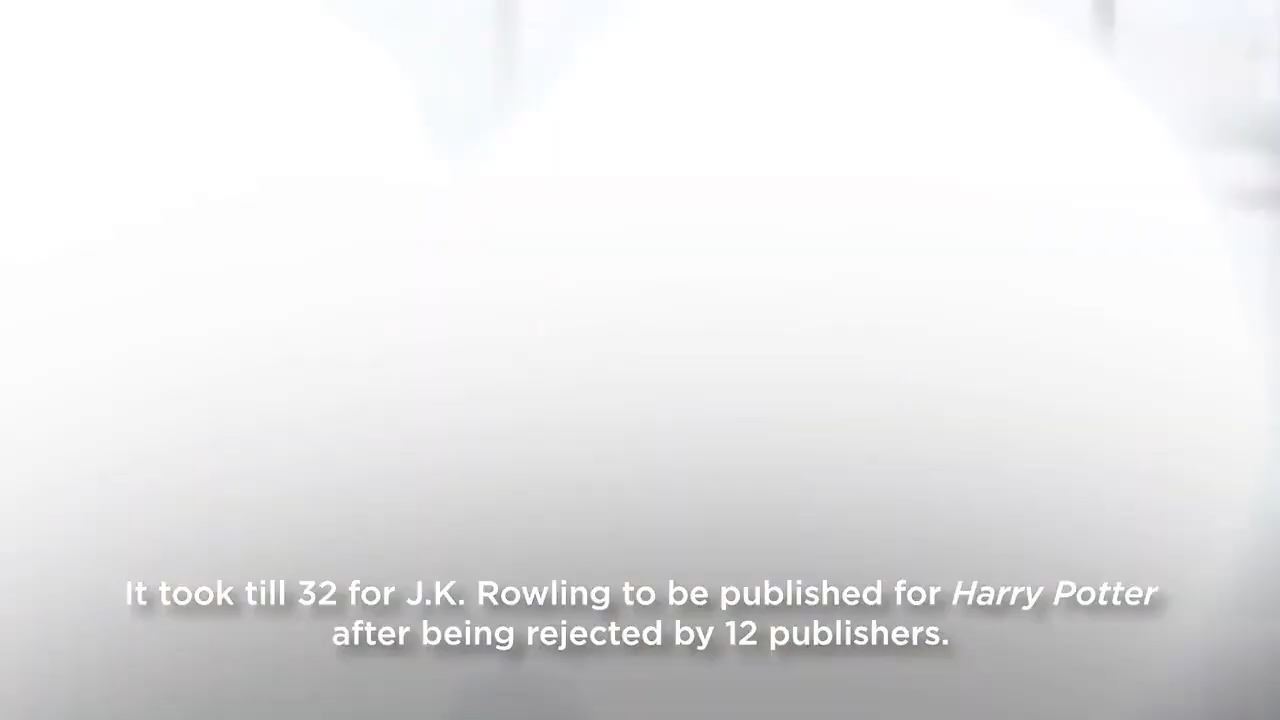 It took till 32 for J.K. Rowling to be published for Harry Potter
after being rejected by 12 publishers.